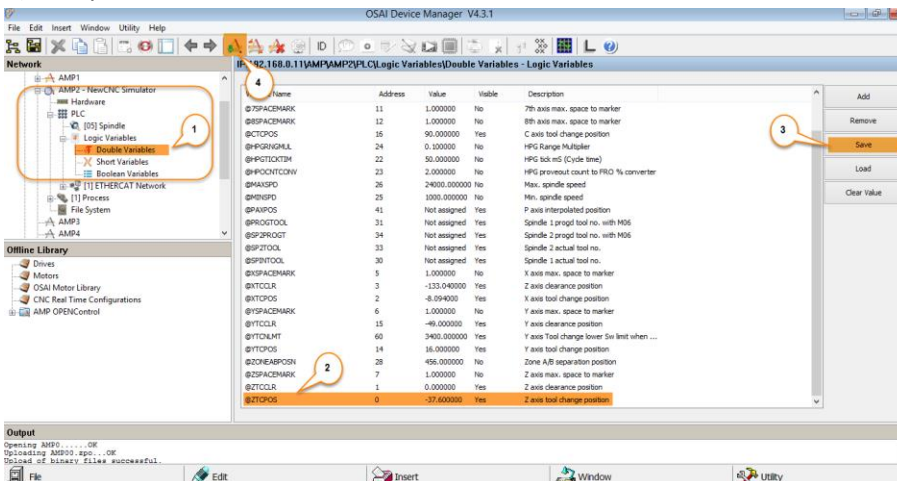 OSAI Device Manager V4.3.1
File Edit Insert Window Utility Help
ID L
Network
IP 192.168.0.11\AMP\AMP2\PLC\Logic Variables\Double Variables - Logic Variables
AMP1
AMP2 - NewCNC Simulator
Hardware
PLC
[05] Spindle
Logic Variables
Double Variables
Short Variables
Boolean Variables
[1] ETHERCAT Network
[1] Process
File System
AMP3
AMP4
1
4
Name Address Value Visible Description
@7SPACEMARK 11 1.000000 No 7th axis max. space to marker
@8SPACEMARK 12 1.000000 No 8th axis max. space to marker
@CTCPOS 16 90.000000 Yes C axis tool change position
@HPGRNGMUL 24 0.100000 No HPG Range Multiplier
@HPGTICKTIM 22 50.000000 No HPG tick mS (Cycle time)
@HPOCNTCONV 23 2.000000 No HPG proveout count to PRO % converter
@MAXSPD 26 24000.000000 No Max. spindle speed
@MINSPD 25 1000.000000 No Min. spindle speed
@PAXPOS 41 Not assigned Yes P axis interpolated position
@PROGTOOL 31 Not assigned Yes Spindle 1 progd tool no. with M06
@SP2PROGT 34 Not assigned Yes Spindle 2 progd tool no. with M06
@SP2TOOL 33 Not assigned Yes Spindle 2 actual tool no.
@SPINTOOL 30 Not assigned Yes Spindle 1 actual tool no.
@XSPACEMARK 5 1.000000 No X axis max. space to marker
@XTCCLR 3 -133.040000 Yes Z axis clearance position
@XTCPOS 2 -8.094000 Yes X axis tool change position
@YSPACEMARK 6 1.000000 No Y axis max. space to marker
@YTCCLR 15 -49.000000 Yes Y axis clearance position
@YTCNLMT 60 3400.000000 Yes Y axis Tool change lower Sw limit when ...
@YTCPOS 14 16.000000 Yes Y axis tool change position
@ZONEABPOSN 28 456.000000 No Zone A/B separation position
@ZSPACEMARK 7 1.000000 No Z axis max. space to marker
@ZTCCLR 1 0.000000 Yes Z axis clearance position
@ZTCPOS 0 -37.600000 Yes Z axis tool change position
2
3
Add
Remove
Save
Load
Clear Value
Offline Library
Drives
Motors
OSAI Motor Library
CNC Real Time Configurations
AMP OPENControl
Output
Opening AMP0......OK
Uploading AMP00.zpo...OK
Upload of binary files successful.
File Edit Insert Window Utility